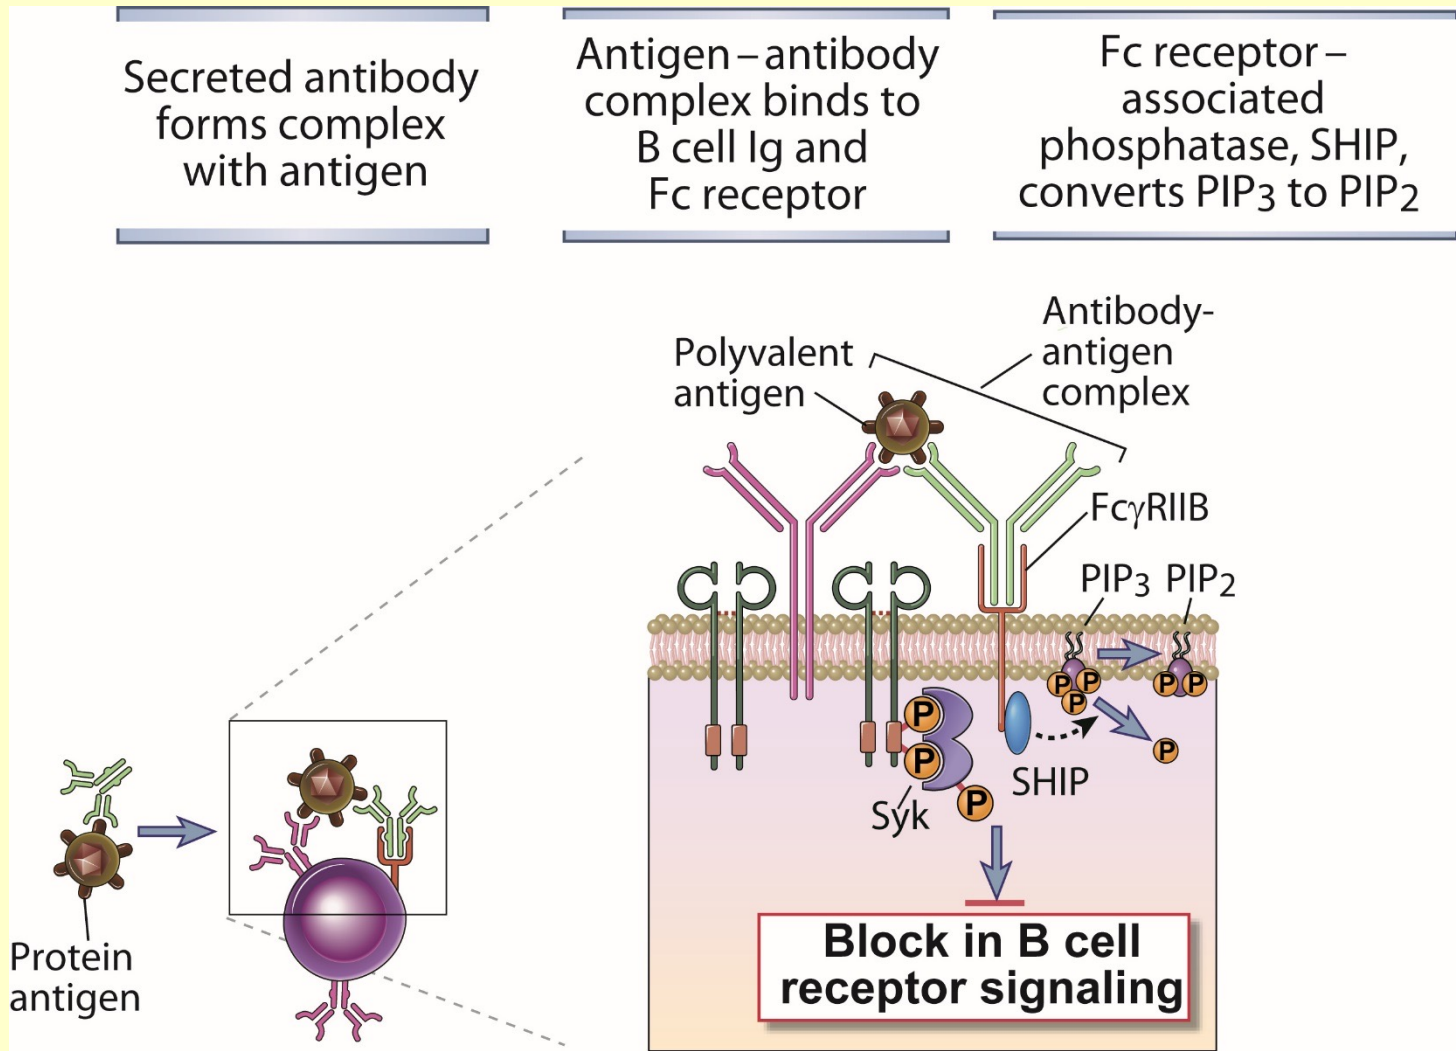 Secreted antibody
forms complex
with antigen
Antigen – antibody
complex binds to
B cell Ig and
Fc receptor
Fc receptor –
associated
phosphatase, SHIP,
converts PIP3 to PIP2
Polyvalent
antigen
Antibody-
antigen
complex
FcγRIIB
PIP3 PIP2
P
P
P
P
P
P
P
P
P
SHIP
Syk
Protein
antigen
Block in B cell
receptor signaling